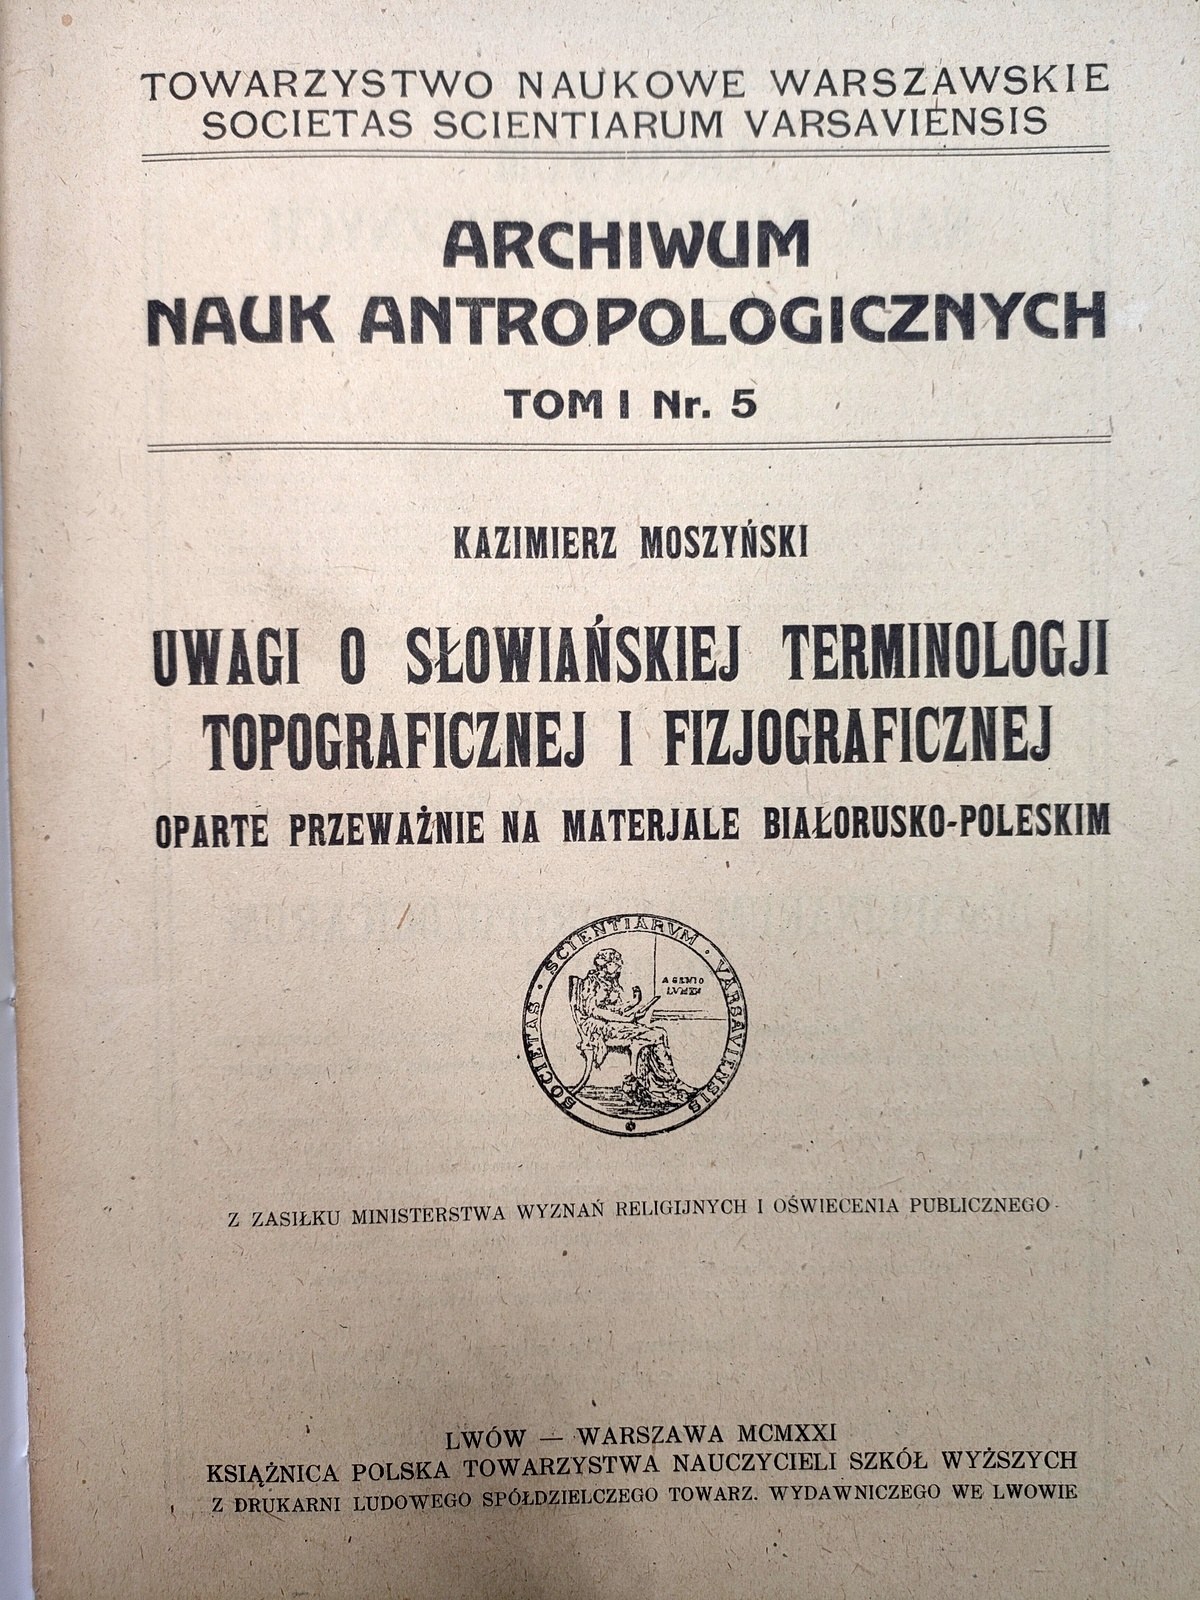 TOWARZYSTWO NAUKOWE WARSZAWSKIE
SOCIETAS SCIENTIARUM VARSAVIENSIS
ARCHIWUM
NAUK ANTROPOLOGICZNYCH
TOM I Nr. 5
KAZIMIERZ MOSZYŃSKI
UWAGI O SŁOWIAŃSKIEJ TERMINOLOGJI
TOPOGRAFICZNEJ I FIZJOGRAFICZNEJ
OPARTE PRZEWAŻNIE NA MATERJALE BIAŁORUSKO-POLESKIM
SOCIETAS · SCIENTIARVM · VARSAVIENSIS
A GENIO
LVMEN
Z ZASIŁKU MINISTERSTWA WYZNAŃ RELIGIJNYCH I OŚWIECENIA PUBLICZNEGO
LWÓW — WARSZAWA MCMXXI
KSIĄŻNICA POLSKA TOWARZYSTWA NAUCZYCIELI SZKÓŁ WYŻSZYCH
Z DRUKARNI LUDOWEGO SPÓŁDZIELCZEGO TOWARZ. WYDAWNICZEGO WE LWOWIE